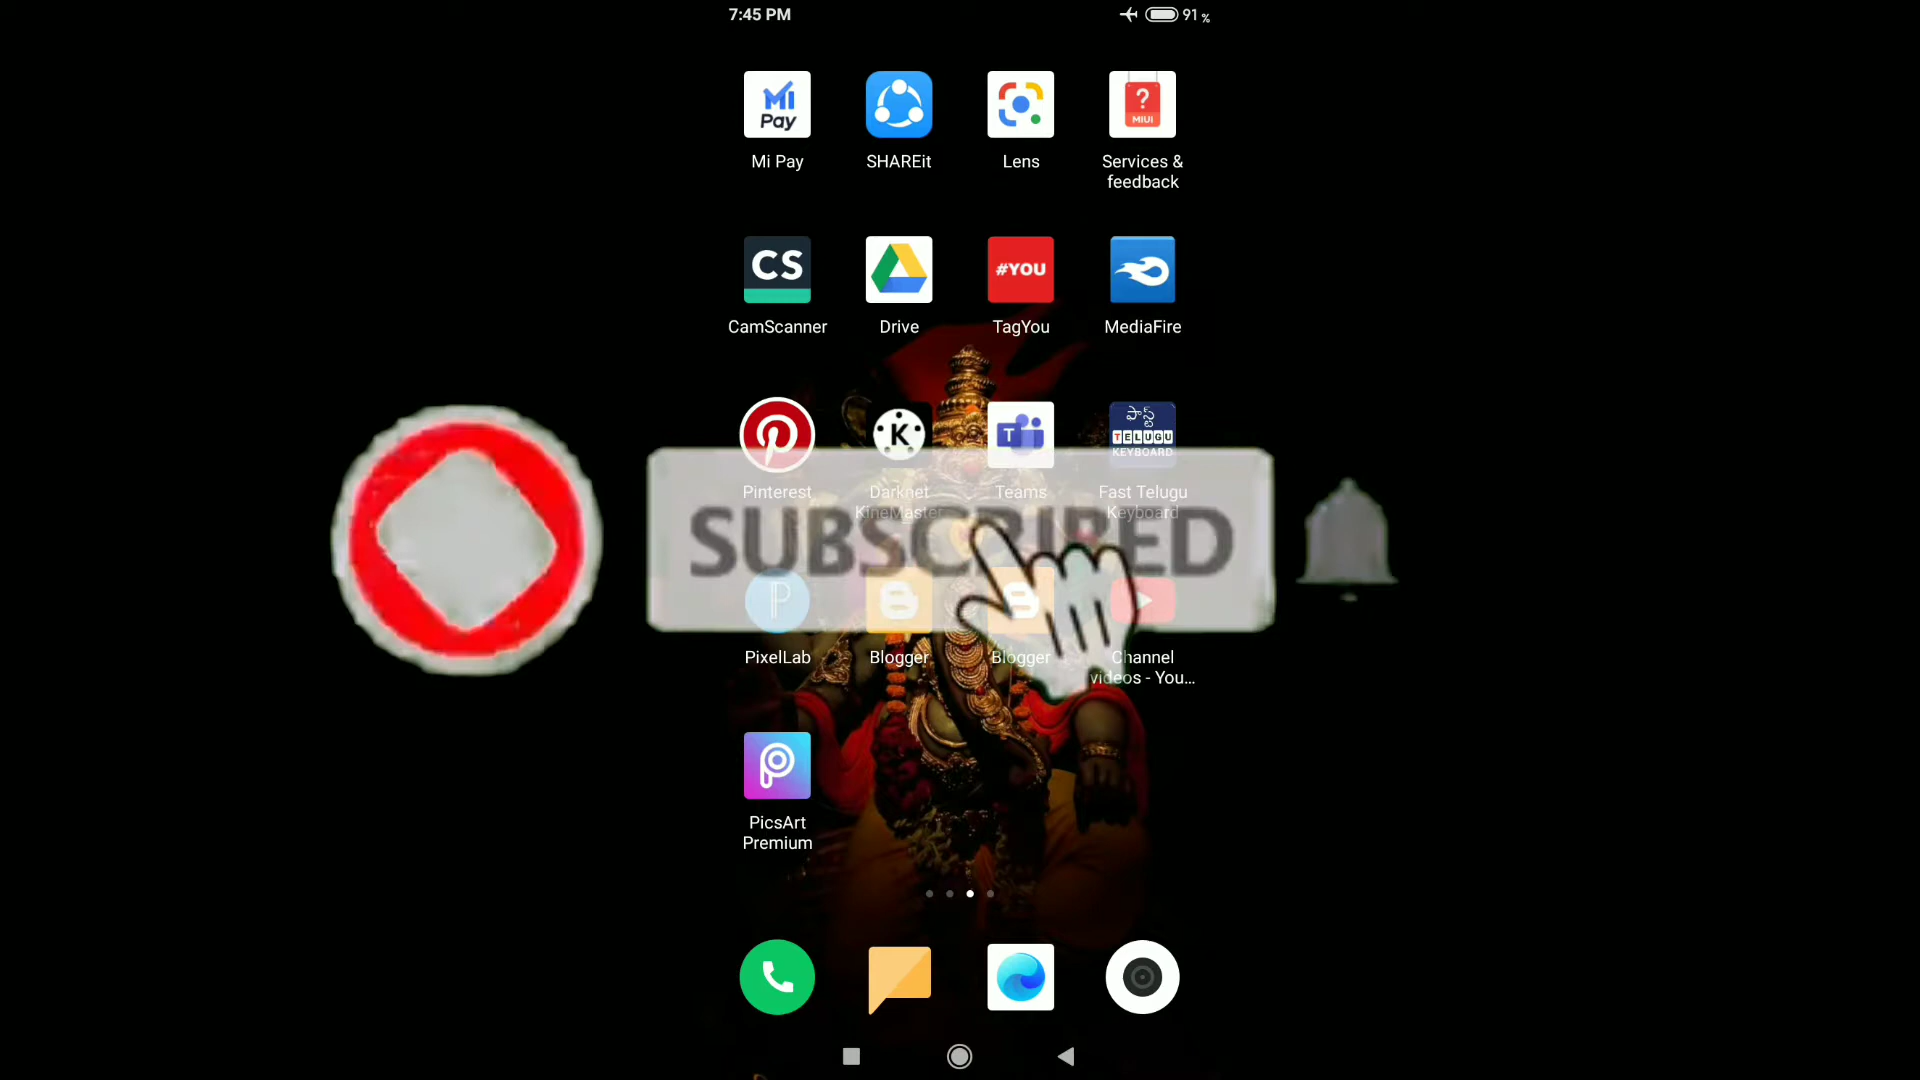 7:45 PM 91 %
Mi Pay
Mi Pay SHAREit Lens Services & feedback
? MIUI
CS #YOU
CamScanner Drive TagYou MediaFire
K T ఫాస్ట్ TELUGU KEYBOARD
Pinterest Darknet KineMaster Teams Fast Telugu Keyboard
SUBSCRIBED
P
PixelLab Blogger Blogger Channel videos - You...
PicsArt Premium